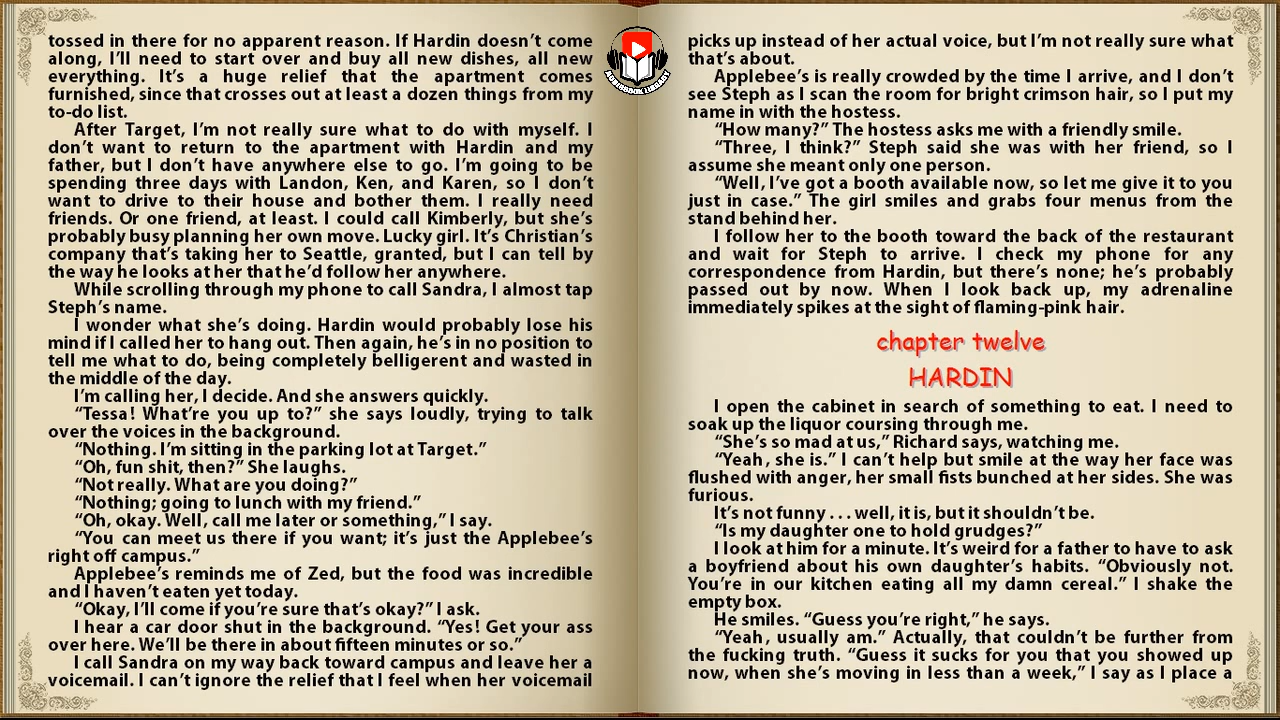 tossed in there for no apparent reason. If Hardin doesn't come
along, I'll need to start over and buy all new dishes, all new
everything. It's a huge relief that the apartment comes
furnished, since that crosses out at least a dozen things from my
to-do list.
After Target, I'm not really sure what to do with myself. I
don't want to return to the apartment with Hardin and my
father, but I don't have anywhere else to go. I'm going to be
spending three days with Landon, Ken, and Karen, so I don't
want to drive to their house and bother them. I really need
friends. Or one friend, at least. I could call Kimberly, but she's
probably busy planning her own move. Lucky girl. It's Christian's
company that's taking her to Seattle, granted, but I can tell by
the way he looks at her that he'd follow her anywhere.
While scrolling through my phone to call Sandra, I almost tap
Steph's name.
I wonder what she's doing. Hardin would probably lose his
mind if I called her to hang out. Then again, he's in no position to
tell me what to do, being completely belligerent and wasted in
the middle of the day.
I'm calling her, I decide. And she answers quickly.
“Tessa! What're you up to?” she says loudly, trying to talk
over the voices in the background.
“Nothing. I'm sitting in the parking lot at Target.”
“Oh, fun shit, then?” She laughs.
“Not really. What are you doing?”
“Nothing; going to lunch with my friend.”
“Oh, okay. Well, call me later or something,” I say.
“You can meet us there if you want; it's just the Applebee's
right off campus.”
Applebee's reminds me of Zed, but the food was incredible
and I haven't eaten yet today.
“Okay, I'll come if you're sure that's okay?” I ask.
I hear a car door shut in the background. “Yes! Get your ass
over here. We'll be there in about fifteen minutes or so.”
I call Sandra on my way back toward campus and leave her a
voicemail. I can't ignore the relief that I feel when her voicemail
AUDIOBOOK LIBRARY
picks up instead of her actual voice, but I'm not really sure what
that's about.
Applebee's is really crowded by the time I arrive, and I don't
see Steph as I scan the room for bright crimson hair, so I put my
name in with the hostess.
“How many?” The hostess asks me with a friendly smile.
“Three, I think?” Steph said she was with her friend, so I
assume she meant only one person.
“Well, I've got a booth available now, so let me give it to you
just in case.” The girl smiles and grabs four menus from the
stand behind her.
I follow her to the booth toward the back of the restaurant
and wait for Steph to arrive. I check my phone for any
correspondence from Hardin, but there's none; he's probably
passed out by now. When I look back up, my adrenaline
immediately spikes at the sight of flaming-pink hair.
chapter twelve
HARDIN
I open the cabinet in search of something to eat. I need to
soak up the liquor coursing through me.
“She's so mad at us,” Richard says, watching me.
“Yeah, she is.” I can't help but smile at the way her face was
flushed with anger, her small fists bunched at her sides. She was
furious.
It's not funny . . . well, it is, but it shouldn't be.
“Is my daughter one to hold grudges?”
I look at him for a minute. It's weird for a father to have to ask
a boyfriend about his own daughter's habits. “Obviously not.
You're in our kitchen eating all my damn cereal.” I shake the
empty box.
He smiles. “Guess you're right,” he says.
“Yeah, usually am.” Actually, that couldn't be further from
the fucking truth. “Guess it sucks for you that you showed up
now, when she's moving in less than a week,” I say as I place a